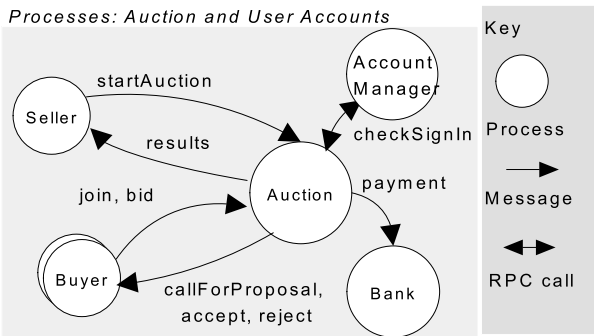 Processes: Auction and User Accounts
Key
Account
Manager
startAuction
Seller
checkSignIn
Process
results
payment
join, bid
Auction
Message
Buyer
callForProposal,
accept, reject
Bank
RPC call